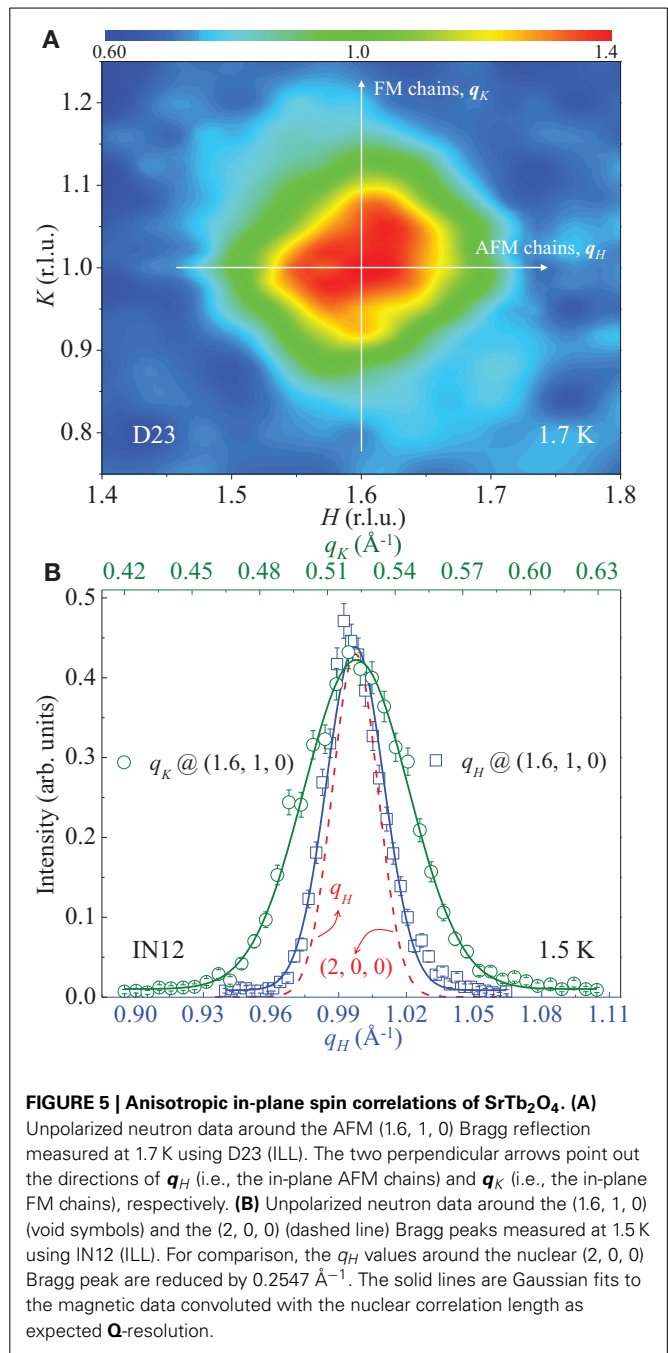 A
0.60 1.0 1.4
FM chains, qK
AFM chains, qH
K (r.l.u.)
1.2
1.1
1.0
0.9
0.8
D23 1.7 K
1.4 1.5 1.6 1.7 1.8
H (r.l.u.)
qK (Å-1)
B
0.42 0.45 0.48 0.51 0.54 0.57 0.60 0.63
Intensity (arb. units)
0.5
0.4
0.3
0.2
0.1
0.0
qK @ (1.6, 1, 0) qH @ (1.6, 1, 0)
qH
(2, 0, 0)
IN12 1.5 K
0.90 0.93 0.96 0.99 1.02 1.05 1.08 1.11
qH (Å-1)
FIGURE 5 | Anisotropic in-plane spin correlations of SrTb2O4. (A)
Unpolarized neutron data around the AFM (1.6, 1, 0) Bragg reflection
measured at 1.7 K using D23 (ILL). The two perpendicular arrows point out
the directions of qH (i.e., the in-plane AFM chains) and qK (i.e., the in-plane
FM chains), respectively. (B) Unpolarized neutron data around the (1.6, 1, 0)
(void symbols) and the (2, 0, 0) (dashed line) Bragg peaks measured at 1.5 K
using IN12 (ILL). For comparison, the qH values around the nuclear (2, 0, 0)
Bragg peak are reduced by 0.2547 Å−1. The solid lines are Gaussian fits to
the magnetic data convoluted with the nuclear correlation length as
expected Q-resolution.